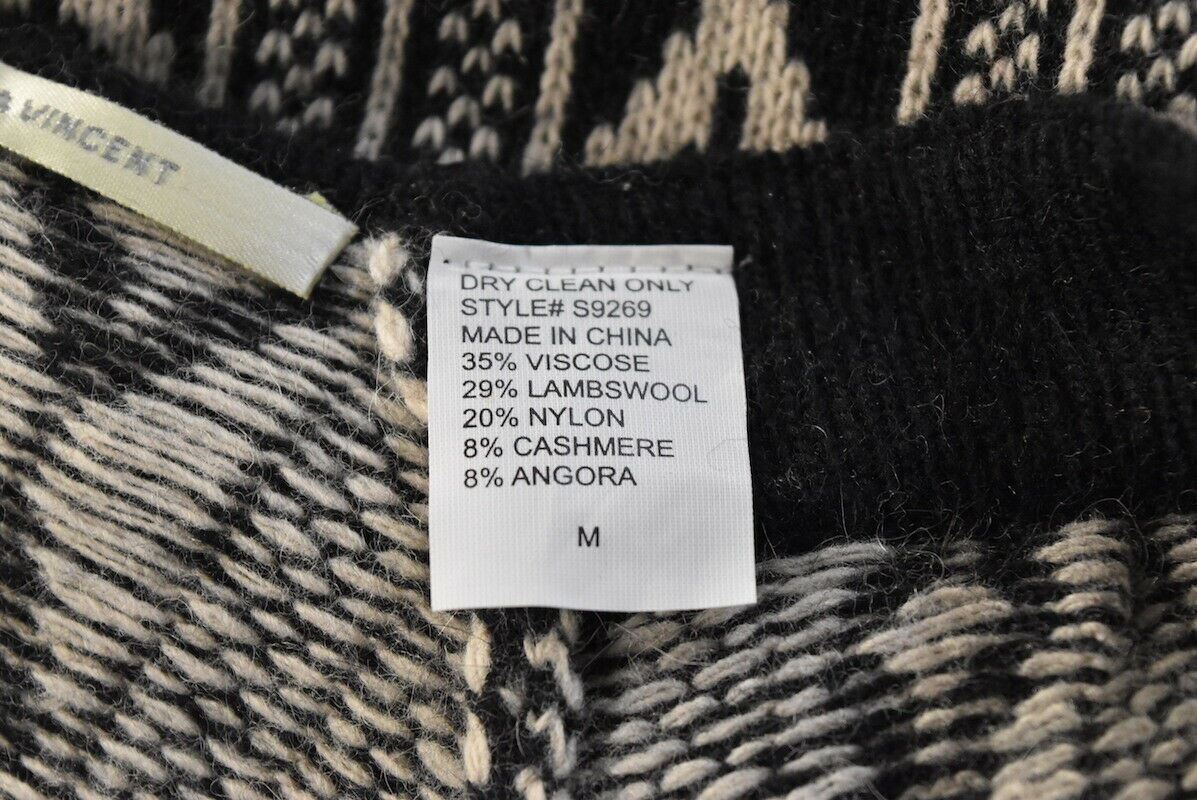 VINCENT
DRY CLEAN ONLY
STYLE# S9269
MADE IN CHINA
35% VISCOSE
29% LAMBSWOOL
20% NYLON
8% CASHMERE
8% ANGORA
M